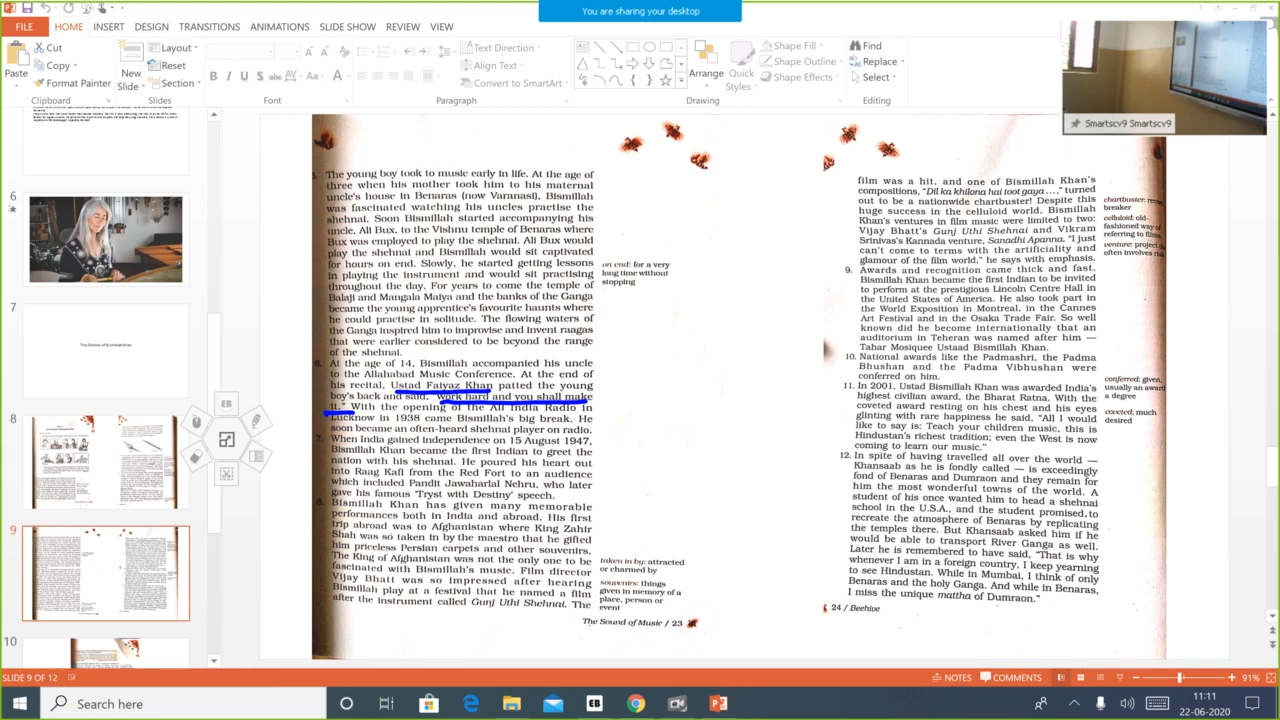 You are sharing your desktop
FILE HOME INSERT DESIGN TRANSITIONS ANIMATIONS SLIDE SHOW REVIEW VIEW
Paste
Cut
Copy
Format Painter
Clipboard
New
Slide
Layout
Reset
Section
Slides
B I U S abc AV Aa A
Font
Text Direction
Align Text
Convert to SmartArt
Paragraph
Arrange
Quick
Styles
Shape Fill
Shape Outline
Shape Effects
Drawing
Find
Replace
Select
Editing
Smartscv9 Smartscv9
6
7
The Shehnai of Bismillah Khan
8
9
10
EB
5. The young boy took to music early in life. At the age of
three when his mother took him to his maternal
uncle's house in Benaras (now Varanasi), Bismillah
was fascinated watching his uncles practise the
shehnai. Soon Bismillah started accompanying his
uncle, Ali Bux, to the Vishnu temple of Benaras where
Bux was employed to play the shehnai. Ali Bux would
play the shehnai and Bismillah would sit captivated
for hours on end. Slowly, he started getting lessons
in playing the instrument and would sit practising
throughout the day. For years to come the temple of
Balaji and Mangala Maiya and the banks of the Ganga
became the young apprentice's favourite haunts where
he could practise in solitude. The flowing waters of
the Ganga inspired him to improvise and invent raagas
that were earlier considered to be beyond the range
of the shehnai.
6. At the age of 14, Bismillah accompanied his uncle
to the Allahabad Music Conference. At the end of
his recital, Ustad Faiyaz Khan patted the young
boy's back and said, "Work hard and you shall make
it." With the opening of the All India Radio in
Lucknow in 1938 came Bismillah's big break. He
soon became an often-heard shehnai player on radio.
7. When India gained independence on 15 August 1947,
Bismillah Khan became the first Indian to greet the
nation with his shehnai. He poured his heart out
into Raag Kafi from the Red Fort to an audience
which included Pandit Jawaharlal Nehru, who later
gave his famous 'Tryst with Destiny' speech.
8. Bismillah Khan has given many memorable
performances both in India and abroad. His first
trip abroad was to Afghanistan where King Zahir
Shah was so taken in by the maestro that he gifted
him priceless Persian carpets and other souvenirs.
The King of Afghanistan was not the only one to be
fascinated with Bismillah's music. Film director
Vijay Bhatt was so impressed after hearing
Bismillah play at a festival that he named a film
after the instrument called Gunj Uthi Shehnai. The
on end: for a very
long time without
stopping
taken in by: attracted
or charmed by
souvenirs: things
given in memory of a
place, person or
event
The Sound of Music / 23
film was a hit, and one of Bismillah Khan's
compositions, "Dil ka khilona hai toot gaya ...," turned
out to be a nationwide chartbuster! Despite this
huge success in the celluloid world, Bismillah
Khan's ventures in film music were limited to two:
Vijay Bhatt's Gunj Uthi Shehnai and Vikram
Srinivas's Kannada venture, Sanadhi Apanna. "I just
can't come to terms with the artificiality and
glamour of the film world," he says with emphasis.
9. Awards and recognition came thick and fast.
Bismillah Khan became the first Indian to be invited
to perform at the prestigious Lincoln Centre Hall in
the United States of America. He also took part in
the World Exposition in Montreal, in the Cannes
Art Festival and in the Osaka Trade Fair. So well
known did he become internationally that an
auditorium in Teheran was named after him —
Tahar Mosiquee Ustaad Bismillah Khan.
10. National awards like the Padmashri, the Padma
Bhushan and the Padma Vibhushan were
conferred on him.
11. In 2001, Ustad Bismillah Khan was awarded India's
highest civilian award, the Bharat Ratna. With the
coveted award resting on his chest and his eyes
glinting with rare happiness he said, "All I would
like to say is: Teach your children music, this is
Hindustan's richest tradition; even the West is now
coming to learn our music."
12. In spite of having travelled all over the world —
Khansaab as he is fondly called — is exceedingly
fond of Benaras and Dumraon and they remain for
him the most wonderful towns of the world. A
student of his once wanted him to head a shehnai
school in the U.S.A., and the student promised to
recreate the atmosphere of Benaras by replicating
the temples there. But Khansaab asked him if he
would be able to transport River Ganga as well.
Later he is remembered to have said, "That is why
whenever I am in a foreign country, I keep yearning
to see Hindustan. While in Mumbai, I think of only
Benaras and the holy Ganga. And while in Benaras,
I miss the unique mattha of Dumraon."
chartbuster:
breaker
celluloid: old-
fashioned way of
referring to films
venture: project
often involves
conferred: given,
usually an award
a degree
coveted: much
desired
24 / Beehive
SLIDE 9 OF 12
NOTES COMMENTS 91%
Search here
EB
11:11
22-06-2020